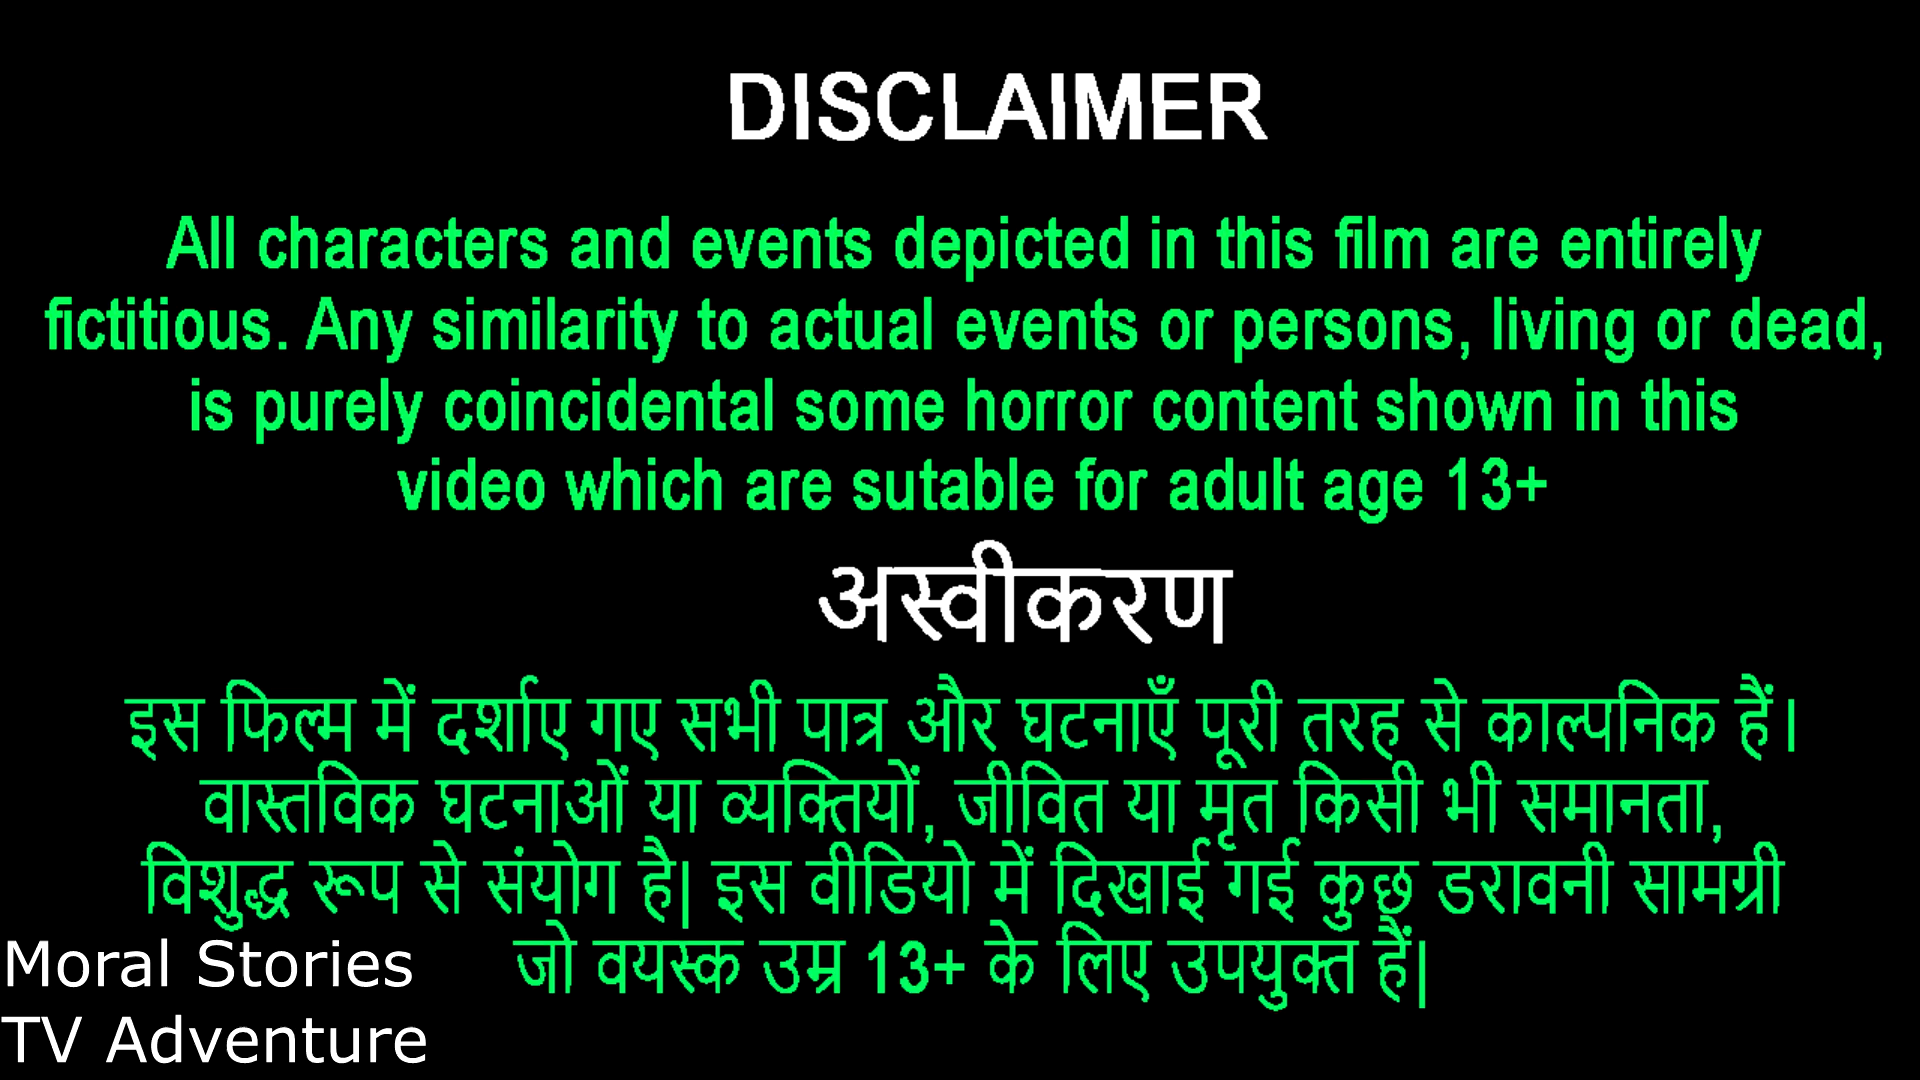 DISCLAIMER
All characters and events depicted in this film are entirely
fictitious. Any similarity to actual events or persons, living or dead,
is purely coincidental some horror content shown in this
video which are sutable for adult age 13+
अस्वीकरण
इस फिल्म में दर्शाए गए सभी पात्र और घटनाएँ पूरी तरह से काल्पनिक हैं।
वास्तविक घटनाओं या व्यक्तियों, जीवित या मृत किसी भी समानता,
विशुद्ध रूप से संयोग है| इस वीडियो में दिखाई गई कुछ डरावनी सामग्री
जो वयस्क उम्र 13+ के लिए उपयुक्त हैं|
Moral Stories
TV Adventure